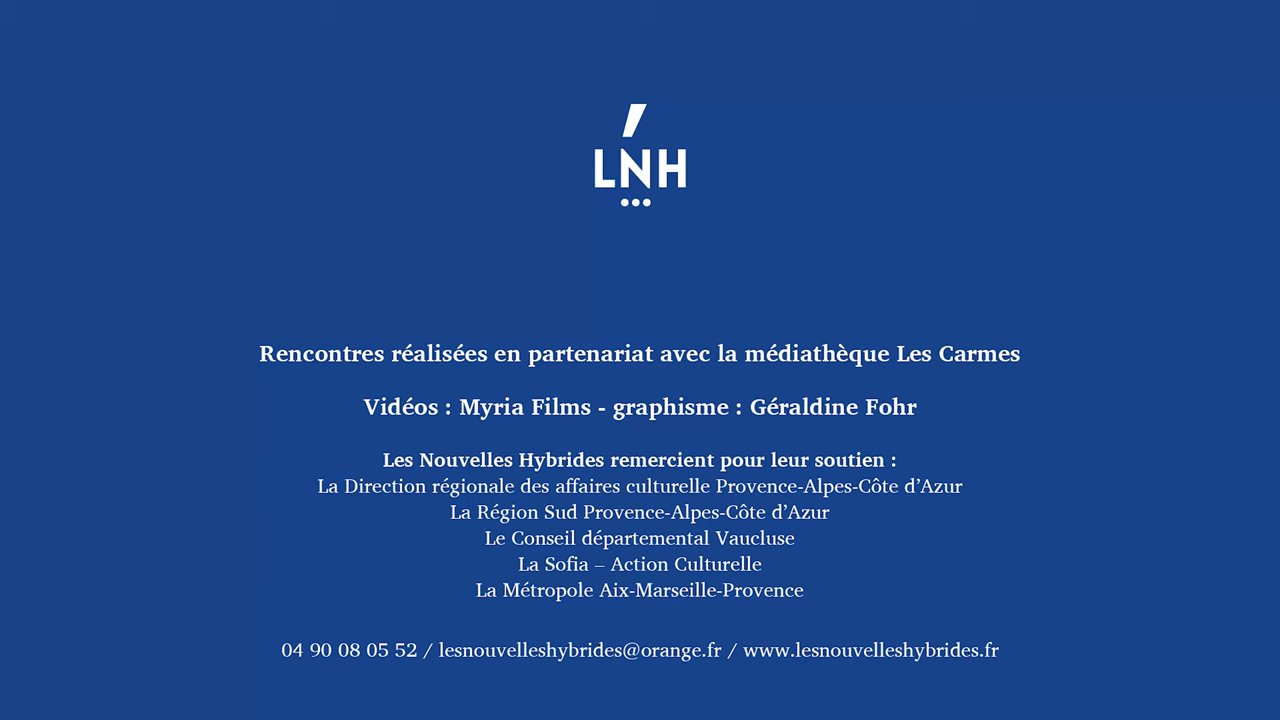 LNH
Rencontres réalisées en partenariat avec la médiathèque Les Carmes
Vidéos : Myria Films - graphisme : Géraldine Fohr
Les Nouvelles Hybrides remercient pour leur soutien :
La Direction régionale des affaires culturelle Provence-Alpes-Côte d’Azur
La Région Sud Provence-Alpes-Côte d’Azur
Le Conseil départemental Vaucluse
La Sofia – Action Culturelle
La Métropole Aix-Marseille-Provence
04 90 08 05 52 / lesnouvelleshybrides@orange.fr / www.lesnouvelleshybrides.fr